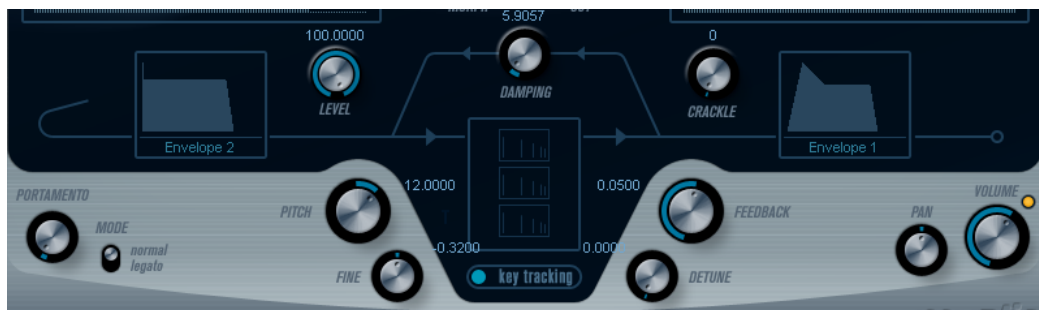 5.9057
100.0000
0
LEVEL
DAMPING
CRACKLE
Envelope 2
Envelope 1
PORTAMENTO
12.0000
0.0500
VOLUME
PITCH
FEEDBACK
PAN
MODE
normal
legato
-0.3200
0.0000
FINE
key tracking
DETUNE